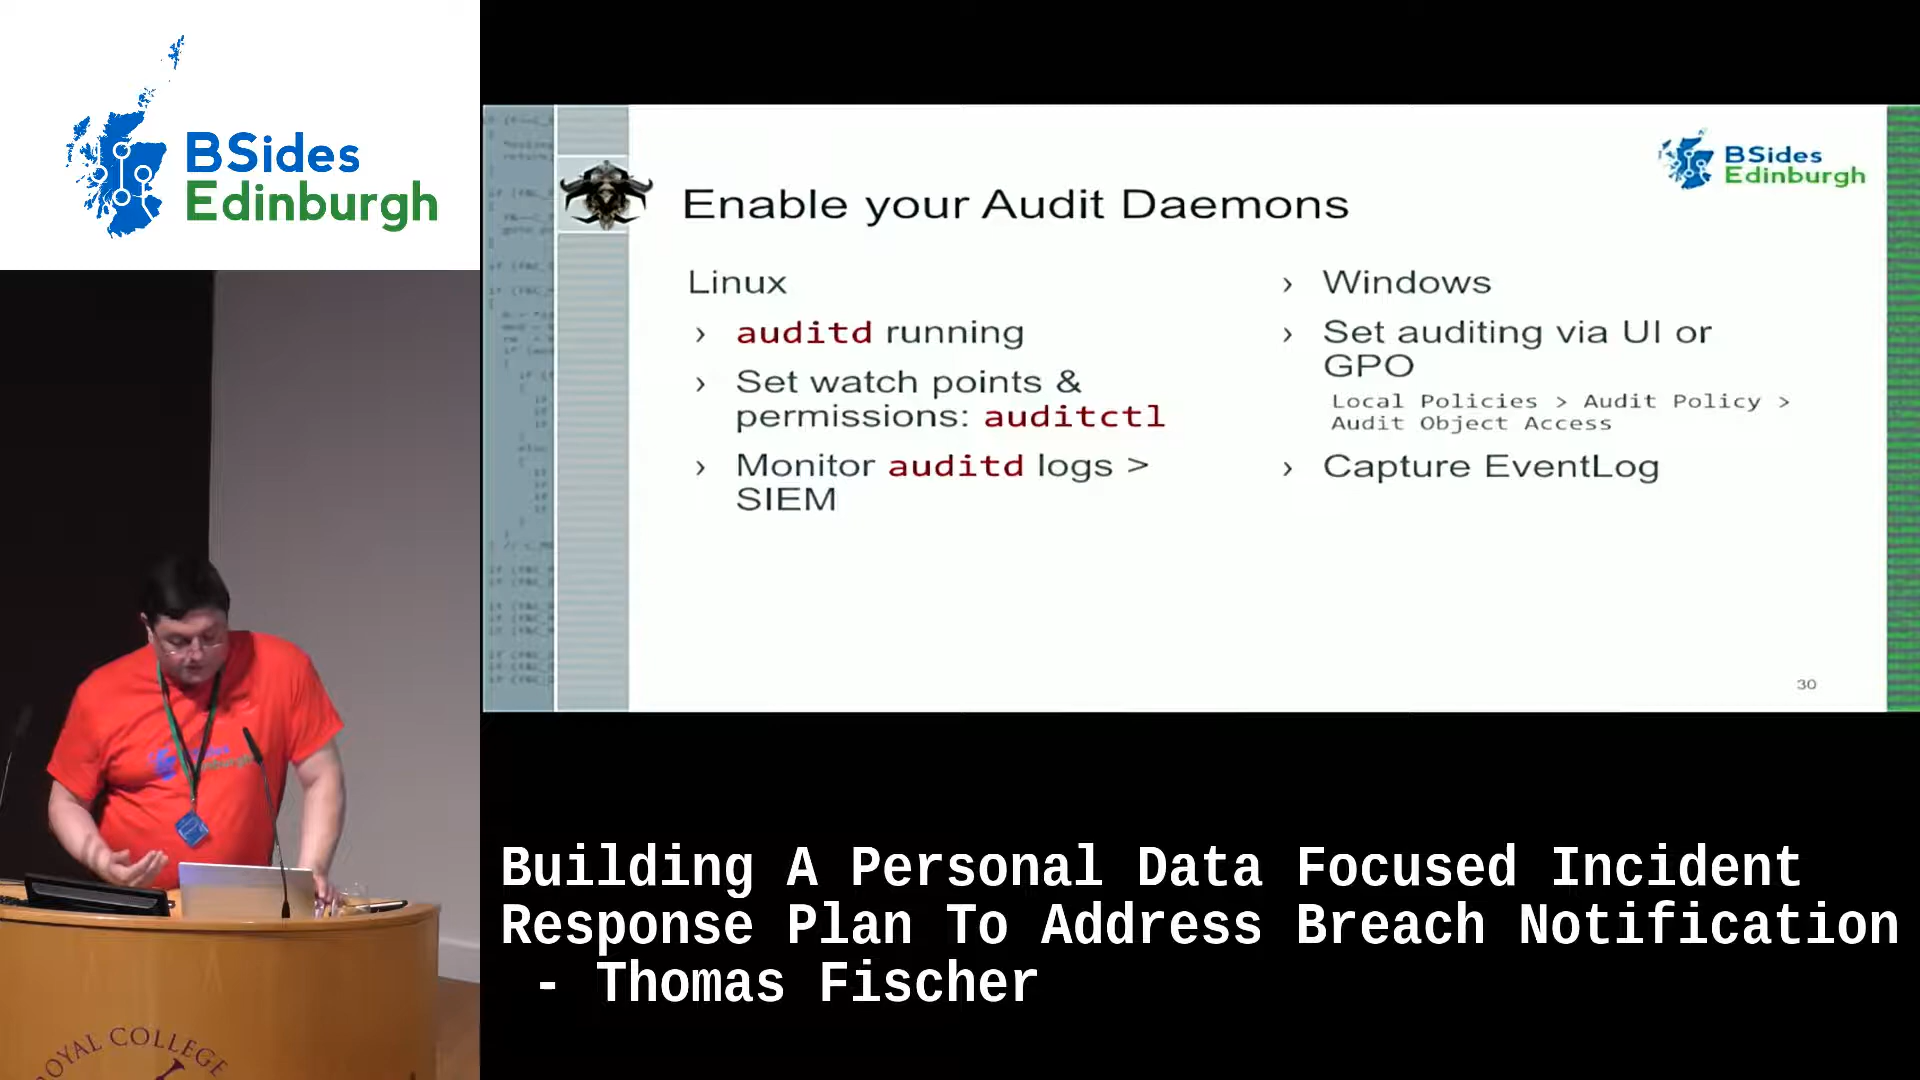 BSides
Edinburgh
BSides
Edinburgh
Enable your Audit Daemons
Linux
› auditd running
› Set watch points &
permissions: auditctl
› Monitor auditd logs >
SIEM
› Windows
› Set auditing via UI or
GPO
Local Policies > Audit Policy >
Audit Object Access
› Capture EventLog
30
Building A Personal Data Focused Incident
Response Plan To Address Breach Notification
- Thomas Fischer
ROYAL COLLEGE